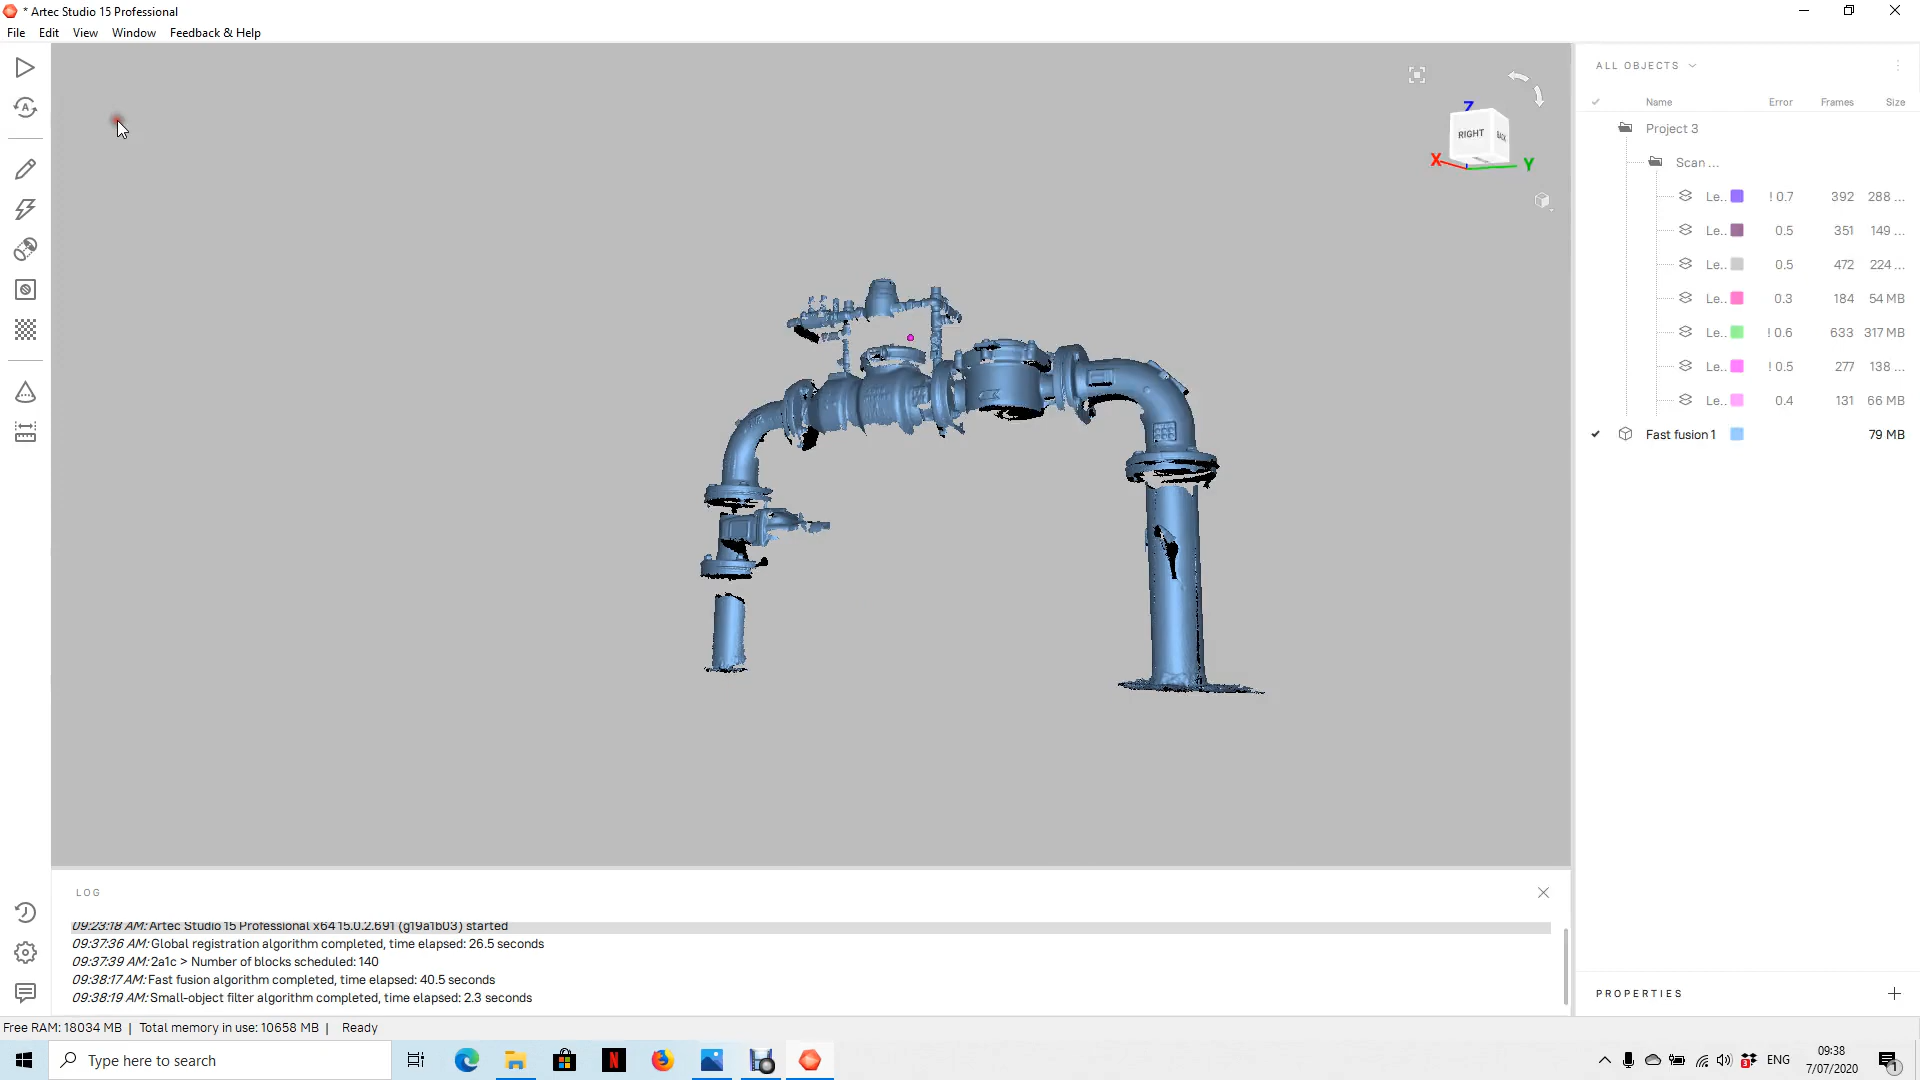 * Artec Studio 15 Professional
File Edit View Window Feedback & Help
ALL OBJECTS
Name Error Frames Size
Project 3
Scan ...
Le.. ! 0.7 392 288 ...
Le.. 0.5 351 149 ...
Le.. 0.5 472 224 ...
Le.. 0.3 184 54 MB
Le.. ! 0.6 633 317 MB
Le.. ! 0.5 277 138 ...
Le.. 0.4 131 66 MB
Fast fusion 1 79 MB
Z
RIGHT BACK
X Y
LOG
09:23:18 AM: Artec Studio 15 Professional x64 15.0.2.691 (g19a1b03) started
09:37:36 AM: Global registration algorithm completed, time elapsed: 26.5 seconds
09:37:39 AM: 2a1c > Number of blocks scheduled: 140
09:38:17 AM: Fast fusion algorithm completed, time elapsed: 40.5 seconds
09:38:19 AM: Small-object filter algorithm completed, time elapsed: 2.3 seconds
PROPERTIES
Free RAM: 18034 MB | Total memory in use: 10658 MB | Ready
Type here to search
ENG
09:38
7/07/2020